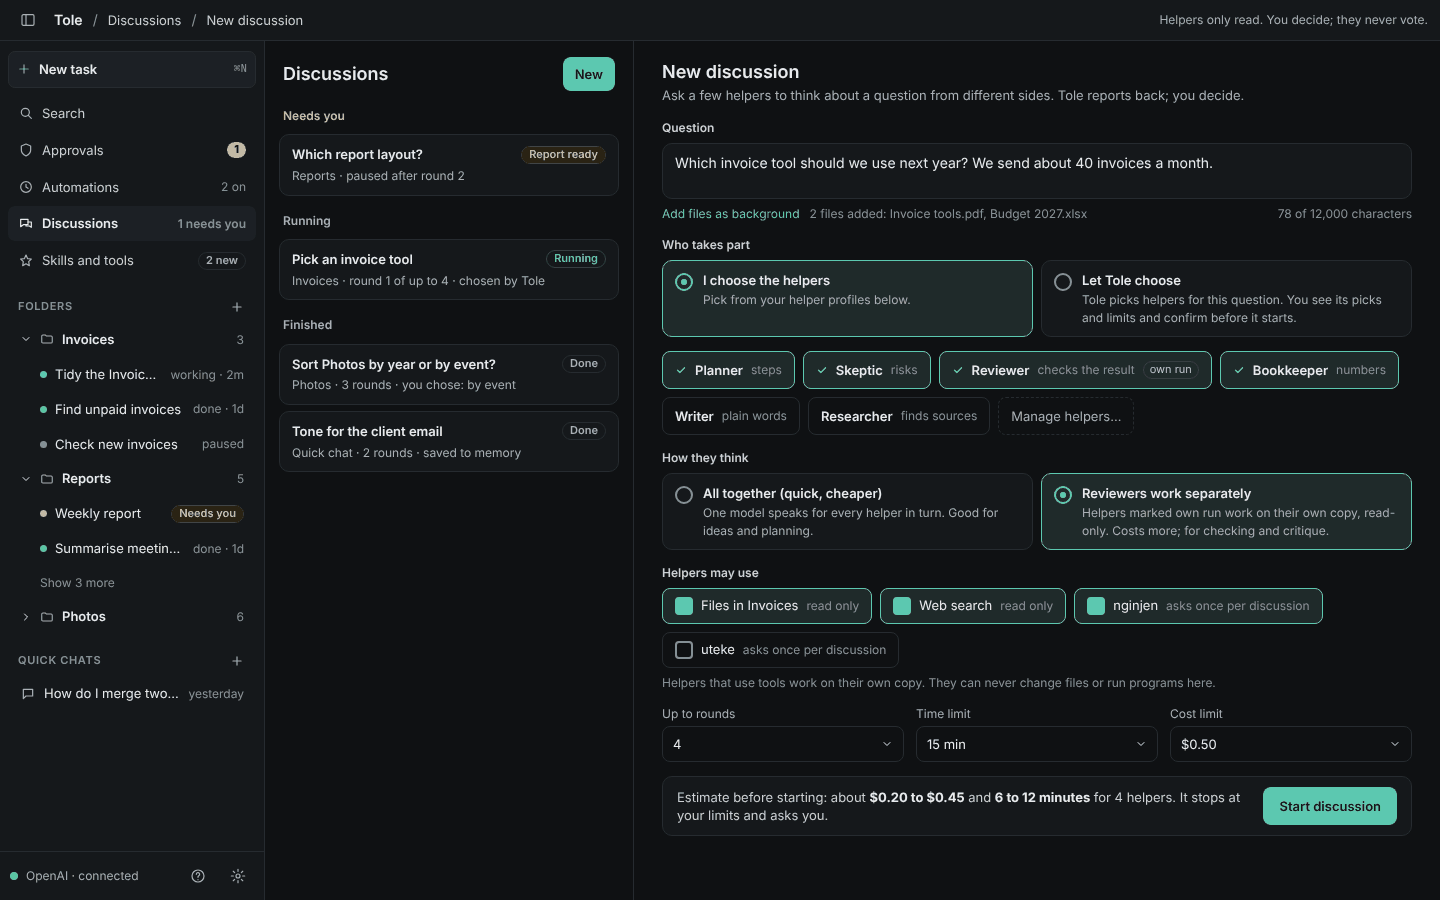 Tole / Discussions / New discussion
Helpers only read. You decide; they never vote.
New task ⌘N
Search
Approvals 1
Automations 2 on
Discussions 1 needs you
Skills and tools 2 new
FOLDERS
Invoices 3
Tidy the Invoic... working · 2m
Find unpaid invoices done · 1d
Check new invoices paused
Reports 5
Weekly report Needs you
Summarise meetin... done · 1d
Show 3 more
Photos 6
QUICK CHATS
How do I merge two... yesterday
OpenAI · connected
Discussions
New
Needs you
Which report layout? Report ready
Reports · paused after round 2
Running
Pick an invoice tool Running
Invoices · round 1 of up to 4 · chosen by Tole
Finished
Sort Photos by year or by event? Done
Photos · 3 rounds · you chose: by event
Tone for the client email Done
Quick chat · 2 rounds · saved to memory
New discussion
Ask a few helpers to think about a question from different sides. Tole reports back; you decide.
Question
Which invoice tool should we use next year? We send about 40 invoices a month.
Add files as background 2 files added: Invoice tools.pdf, Budget 2027.xlsx 78 of 12,000 characters
Who takes part
I choose the helpers
Pick from your helper profiles below.
Let Tole choose
Tole picks helpers for this question. You see its picks
and limits and confirm before it starts.
Planner steps
Skeptic risks
Reviewer checks the result own run
Bookkeeper numbers
Writer plain words
Researcher finds sources
Manage helpers...
How they think
All together (quick, cheaper)
One model speaks for every helper in turn. Good for
ideas and planning.
Reviewers work separately
Helpers marked own run work on their own copy, read-
only. Costs more; for checking and critique.
Helpers may use
Files in Invoices read only
Web search read only
nginjen asks once per discussion
uteke asks once per discussion
Helpers that use tools work on their own copy. They can never change files or run programs here.
Up to rounds
4
Time limit
15 min
Cost limit
$0.50
Estimate before starting: about $0.20 to $0.45 and 6 to 12 minutes for 4 helpers. It stops at
your limits and asks you.
Start discussion